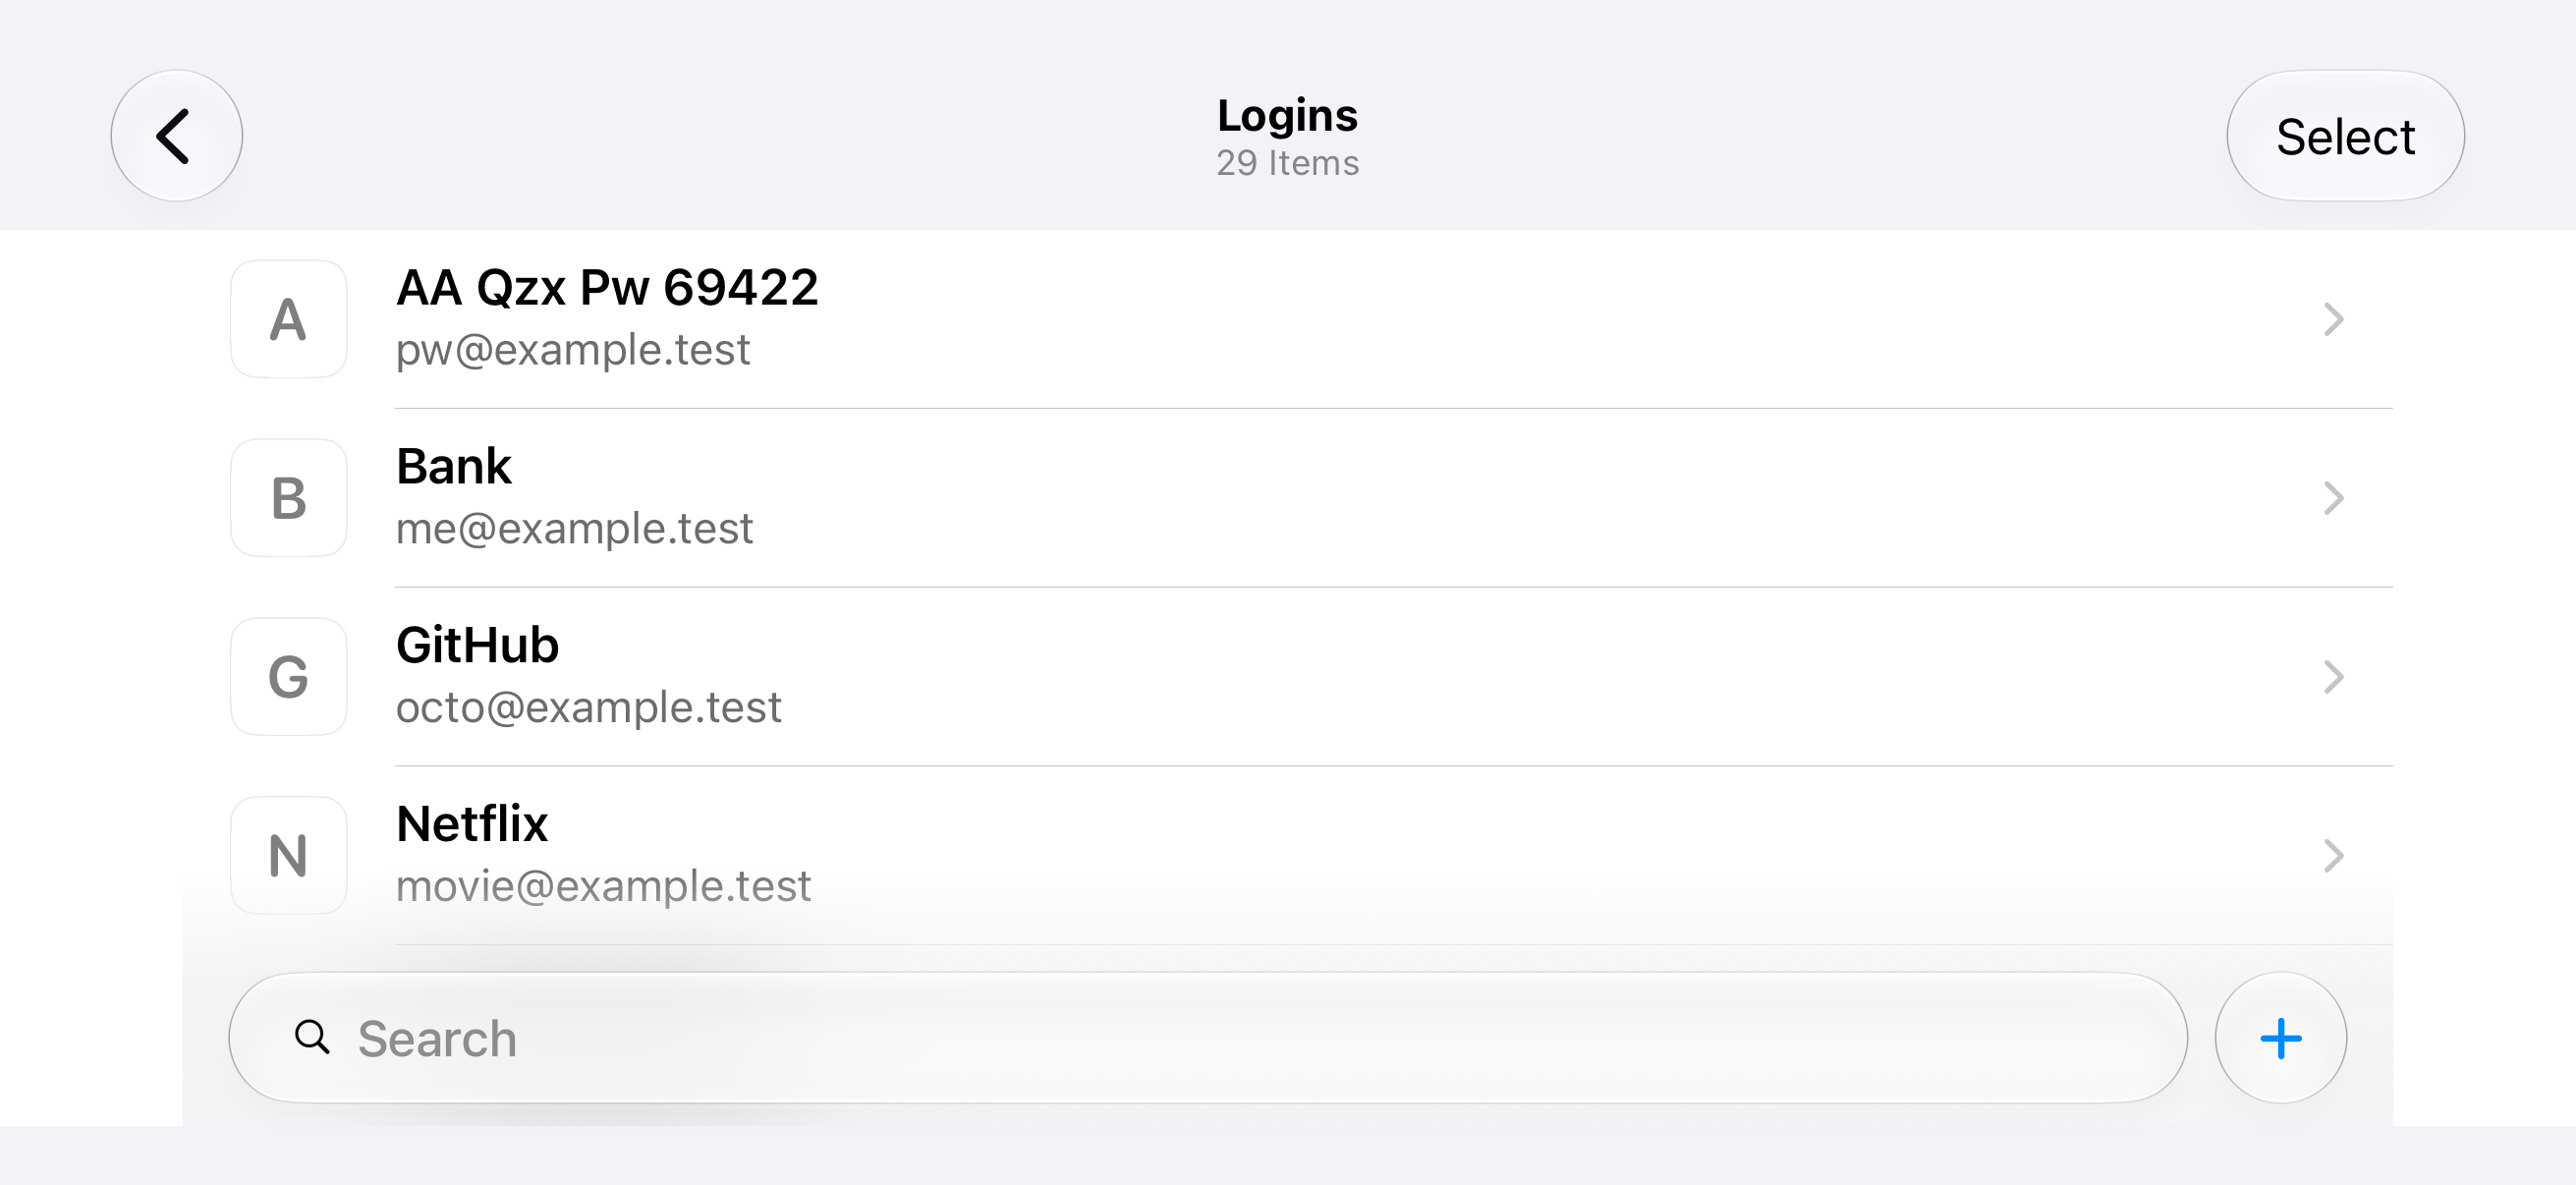 Logins
29 Items
Select
A
AA Qzx Pw 69422
pw@example.test
B
Bank
me@example.test
G
GitHub
octo@example.test
N
Netflix
movie@example.test
Search